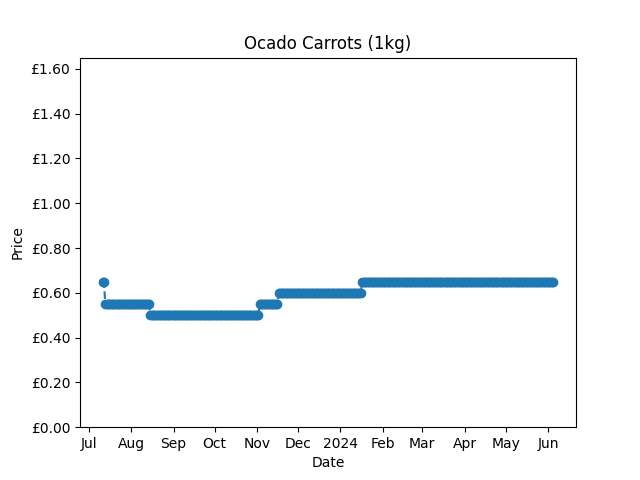 Ocado Carrots (1kg)
£1.60
£1.40
£1.20
£1.00
£0.80
£0.60
£0.40
£0.20
£0.00
Price
Jul Aug Sep Oct Nov Dec 2024 Feb Mar Apr May Jun
Date